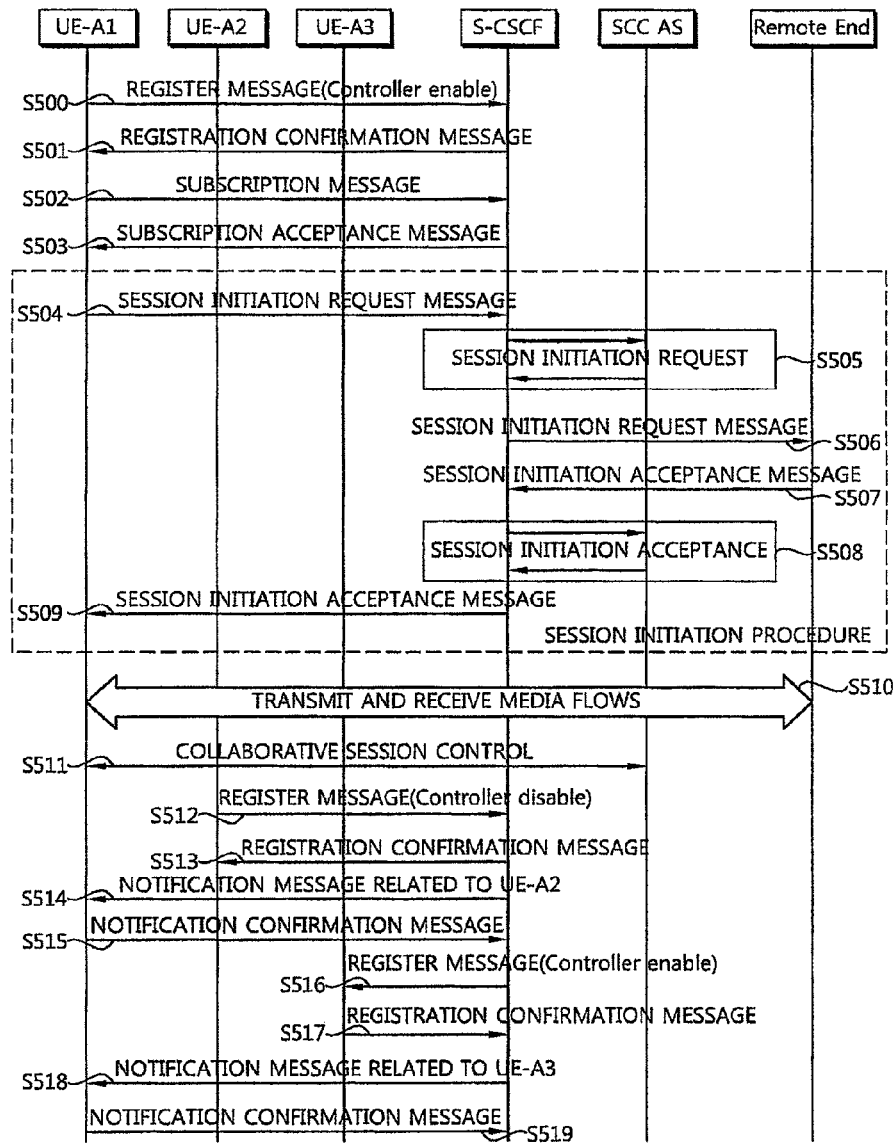 UE-A1 UE-A2 UE-A3 S-CSCF SCC AS Remote End
S500 REGISTER MESSAGE(Controller enable)
S501 REGISTRATION CONFIRMATION MESSAGE
S502 SUBSCRIPTION MESSAGE
S503 SUBSCRIPTION ACCEPTANCE MESSAGE
S504 SESSION INITIATION REQUEST MESSAGE
SESSION INITIATION REQUEST S505
SESSION INITIATION REQUEST MESSAGE S506
SESSION INITIATION ACCEPTANCE MESSAGE S507
SESSION INITIATION ACCEPTANCE S508
S509 SESSION INITIATION ACCEPTANCE MESSAGE
SESSION INITIATION PROCEDURE
TRANSMIT AND RECEIVE MEDIA FLOWS S510
S511 COLLABORATIVE SESSION CONTROL
S512 REGISTER MESSAGE(Controller disable)
S513 REGISTRATION CONFIRMATION MESSAGE
S514 NOTIFICATION MESSAGE RELATED TO UE-A2
S515 NOTIFICATION CONFIRMATION MESSAGE
S516 REGISTER MESSAGE(Controller enable)
S517 REGISTRATION CONFIRMATION MESSAGE
S518 NOTIFICATION MESSAGE RELATED TO UE-A3
NOTIFICATION CONFIRMATION MESSAGE S519